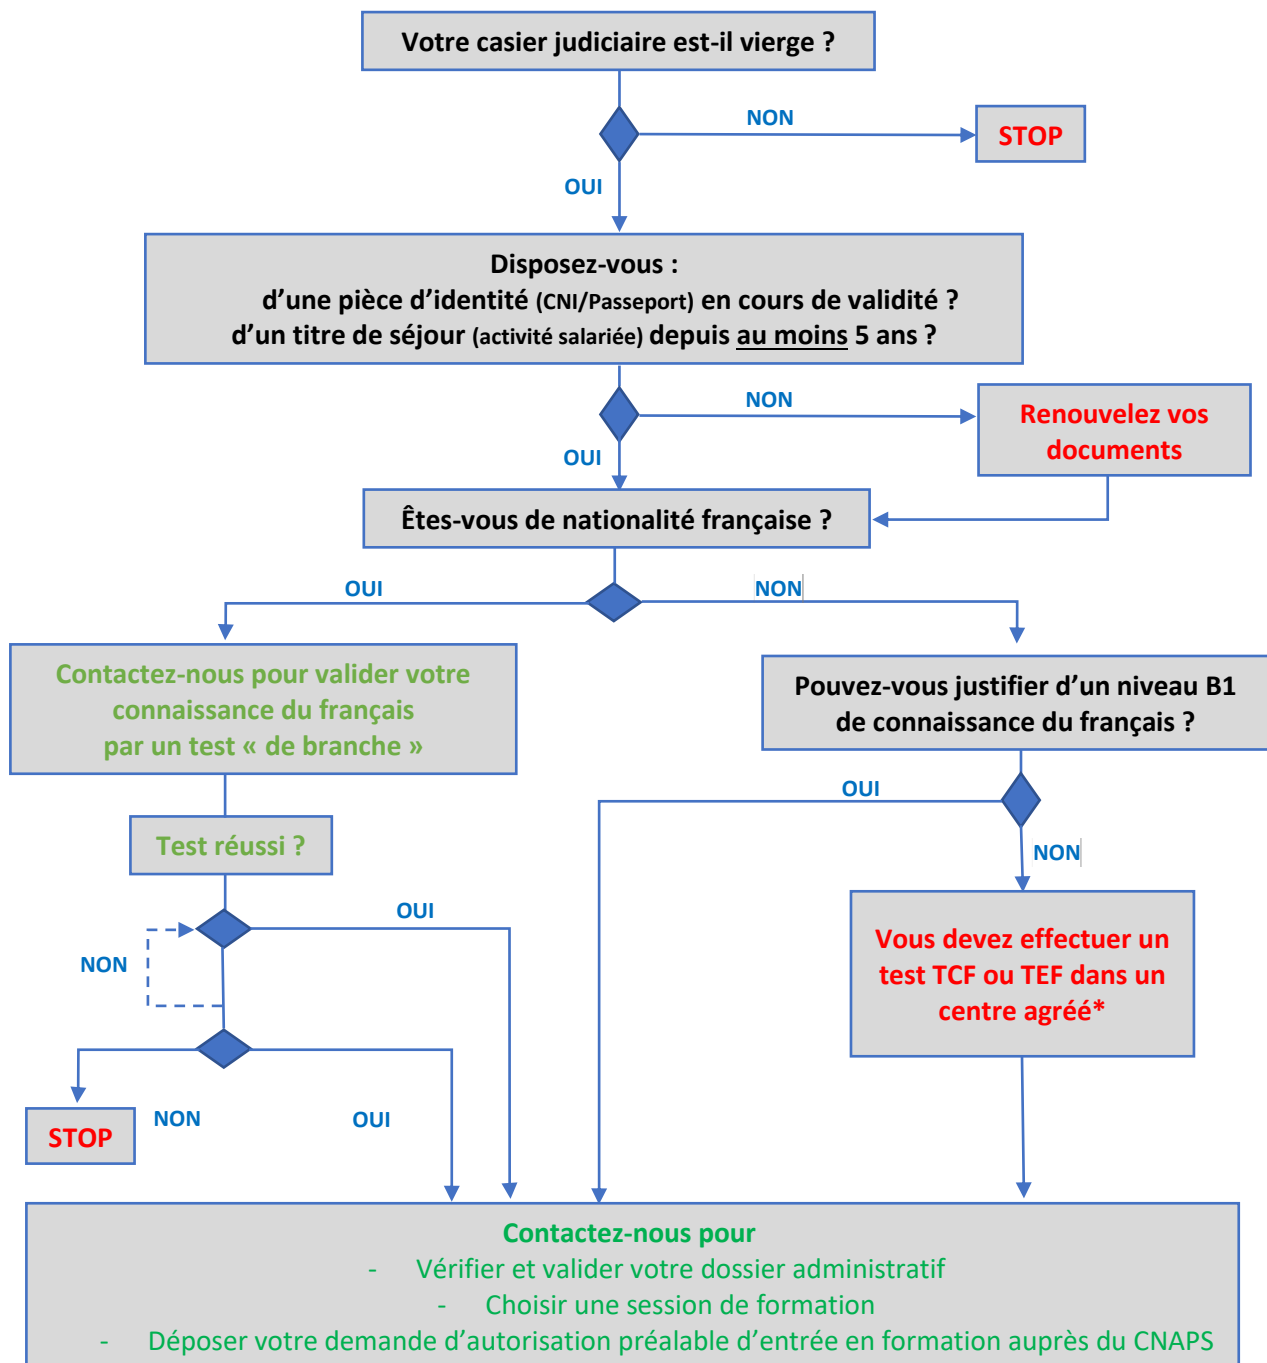 Votre casier judiciaire est-il vierge ?
NON
STOP
OUI
Disposez-vous :
d’une pièce d’identité (CNI/Passeport) en cours de validité ?
d’un titre de séjour (activité salariée) depuis au moins 5 ans ?
NON
Renouvelez vos
documents
OUI
Êtes-vous de nationalité française ?
OUI
NON
Contactez-nous pour valider votre
connaissance du français
par un test « de branche »
Pouvez-vous justifier d’un niveau B1
de connaissance du français ?
OUI
Test réussi ?
NON
OUI
Vous devez effectuer un
test TCF ou TEF dans un
centre agréé*
NON
STOP
NON
OUI
Contactez-nous pour
- Vérifier et valider votre dossier administratif
- Choisir une session de formation
- Déposer votre demande d’autorisation préalable d’entrée en formation auprès du CNAPS